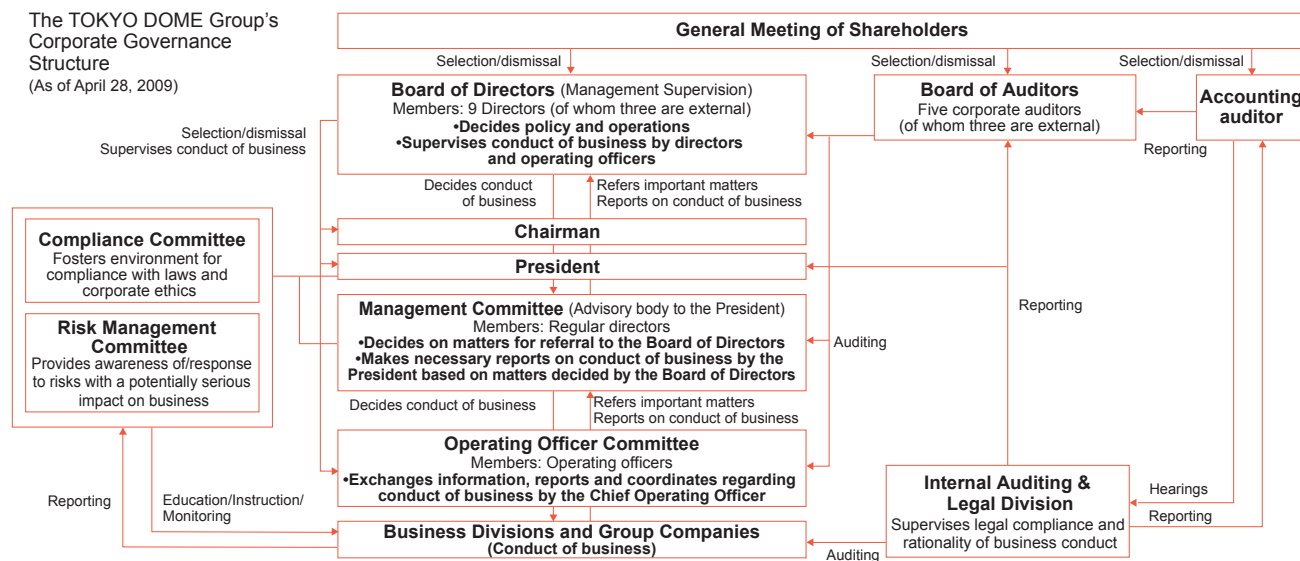 The TOKYO DOME Group's
Corporate Governance
Structure
(As of April 28, 2009)
General Meeting of Shareholders
Selection/dismissal
Selection/dismissal
Selection/dismissal
Board of Directors (Management Supervision)
Members: 9 Directors (of whom three are external)
•Decides policy and operations
•Supervises conduct of business by directors
and operating officers
Board of Auditors
Five corporate auditors
(of whom three are external)
Accounting
auditor
Selection/dismissal
Supervises conduct of business
Reporting
Decides conduct
of business
Refers important matters
Reports on conduct of business
Chairman
President
Compliance Committee
Fosters environment for
compliance with laws and
corporate ethics
Risk Management
Committee
Provides awareness of/response
to risks with a potentially serious
impact on business
Management Committee (Advisory body to the President)
Members: Regular directors
•Decides on matters for referral to the Board of Directors
•Makes necessary reports on conduct of business by the
President based on matters decided by the Board of Directors
Auditing
Reporting
Decides conduct of business
Refers important matters
Reports on conduct of business
Operating Officer Committee
Members: Operating officers
•Exchanges information, reports and coordinates regarding
conduct of business by the Chief Operating Officer
Internal Auditing &
Legal Division
Supervises legal compliance and
rationality of business conduct
Hearings
Reporting
Reporting
Education/Instruction/
Monitoring
Business Divisions and Group Companies
(Conduct of business)
Auditing